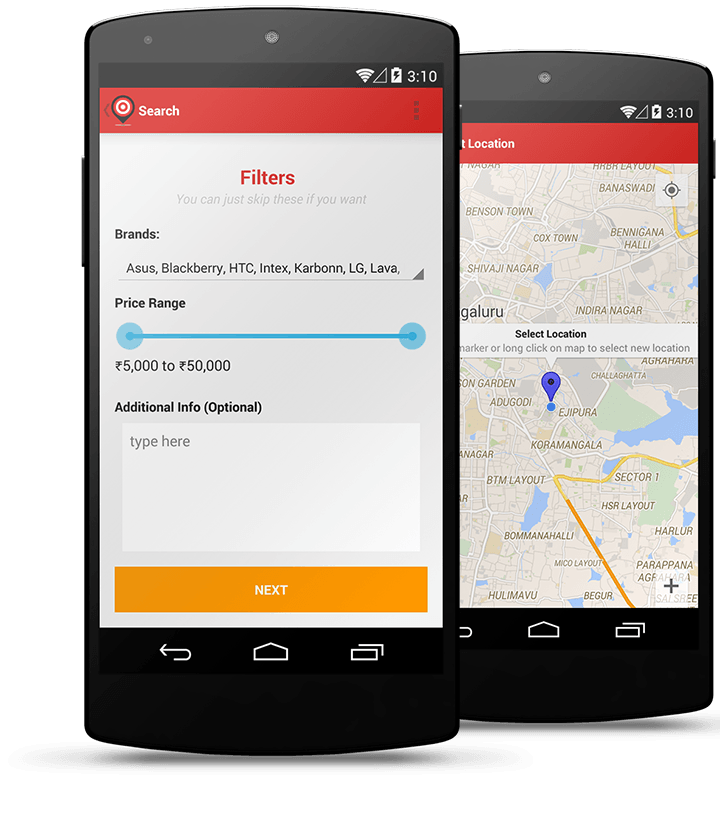 3:10
Search
Filters
You can just skip these if you want
Brands:
Asus, Blackberry, HTC, Intex, Karbonn, LG, Lava,
Price Range
₹5,000 to ₹50,000
Additional Info (Optional)
type here
NEXT
3:10
t Location
T NAGAR
HRBR LAYOUT
BANASWADI
BENSON TOWN
COX TOWN
BENNIGANA
HALLI
SHIVAJI NAGAR
INDIRA NAGAR
galuru
Select Location
marker or long click on map to select new location
AGRAHARA
SON GARDEN
CHALLAGHATTA
ADUGODI
EJIPURA
KORAMANGALA
ANAGAR
BTM LAYOUT
SECTOR 1
AR
HSR LAYOUT
HARLUR
BOMMANAHALLI
MICO LAYOUT
PARAPPANA
AGRAHARA
HULIMAVU
BEGUR